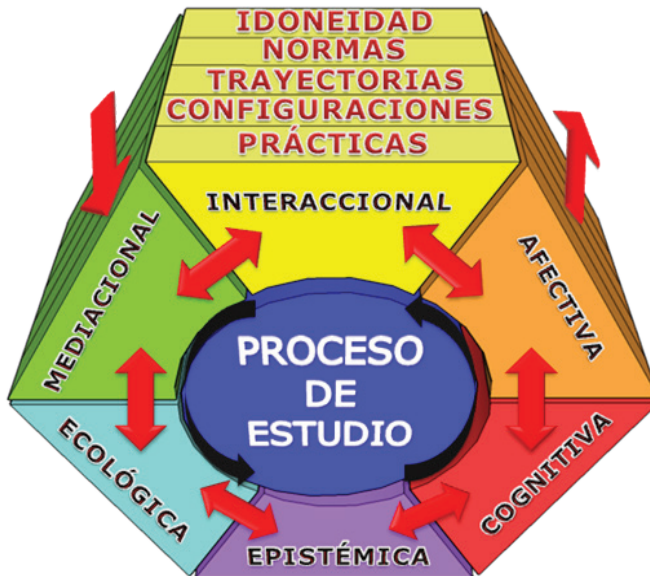 IDONEIDAD
NORMAS
TRAYECTORIAS
CONFIGURACIONES
PRÁCTICAS
INTERACCIONAL
MEDIACIONAL
AFECTIVA
PROCESO
DE
ESTUDIO
ECOLÓGICA
COGNITIVA
EPISTÉMICA